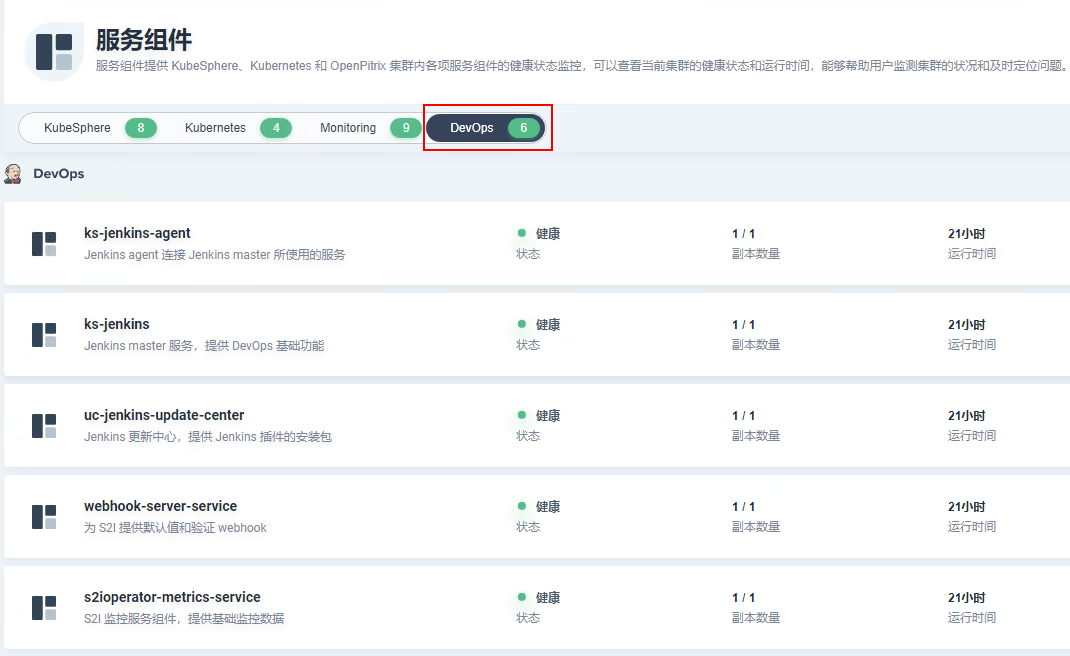 服务组件
服务组件提供 KubeSphere、Kubernetes 和 OpenPitrix 集群内各项服务组件的健康状态监控，可以查看当前集群的健康状态和运行时间，能够帮助用户监测集群的状况和及时定位问题。
KubeSphere 8 Kubernetes 4 Monitoring 9 DevOps 6
DevOps
ks-jenkins-agent 健康 1 / 1 21小时
Jenkins agent 连接 Jenkins master 所使用的服务 状态 副本数量 运行时间
ks-jenkins 健康 1 / 1 21小时
Jenkins master 服务，提供 DevOps 基础功能 状态 副本数量 运行时间
uc-jenkins-update-center 健康 1 / 1 21小时
Jenkins 更新中心，提供 Jenkins 插件的安装包 状态 副本数量 运行时间
webhook-server-service 健康 1 / 1 21小时
为 S2I 提供默认值和验证 webhook 状态 副本数量 运行时间
s2ioperator-metrics-service 健康 1 / 1 21小时
S2I 监控服务组件，提供基础监控数据 状态 副本数量 运行时间